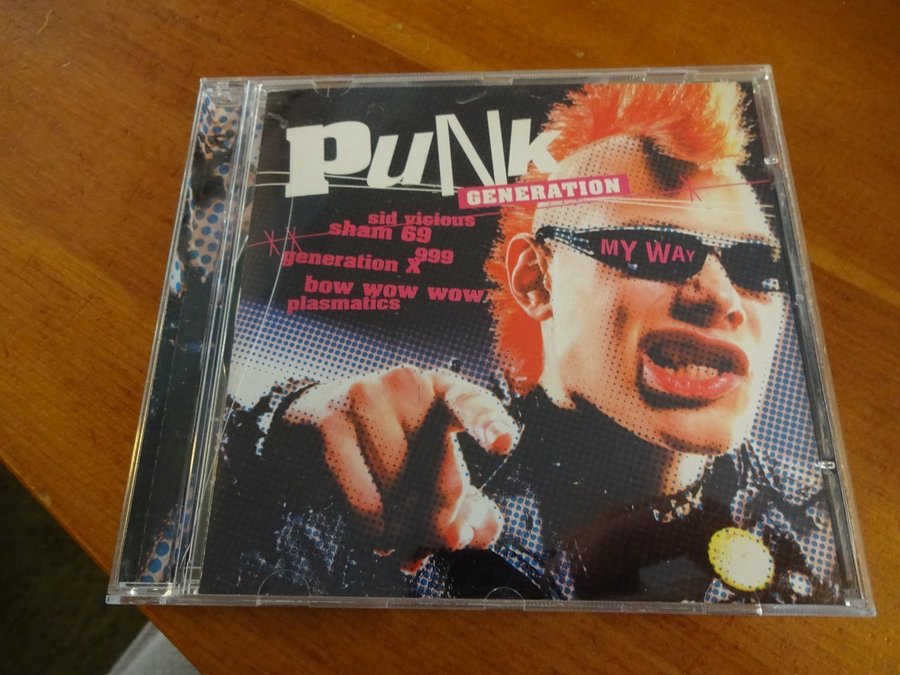 PuNk
GENERATION
sid vicious
sham 69
999
generation X
bow wow wow
plasmatics
MY WAY